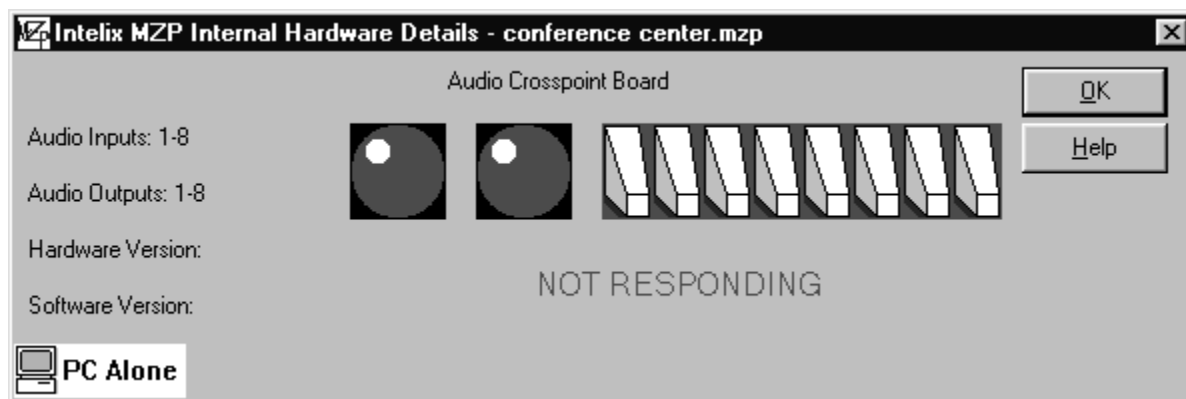 Intelix MZP Internal Hardware Details - conference center.mzp
Audio Crosspoint Board
OK
Audio Inputs: 1-8
Help
Audio Outputs: 1-8
Hardware Version:
NOT RESPONDING
Software Version:
PC Alone